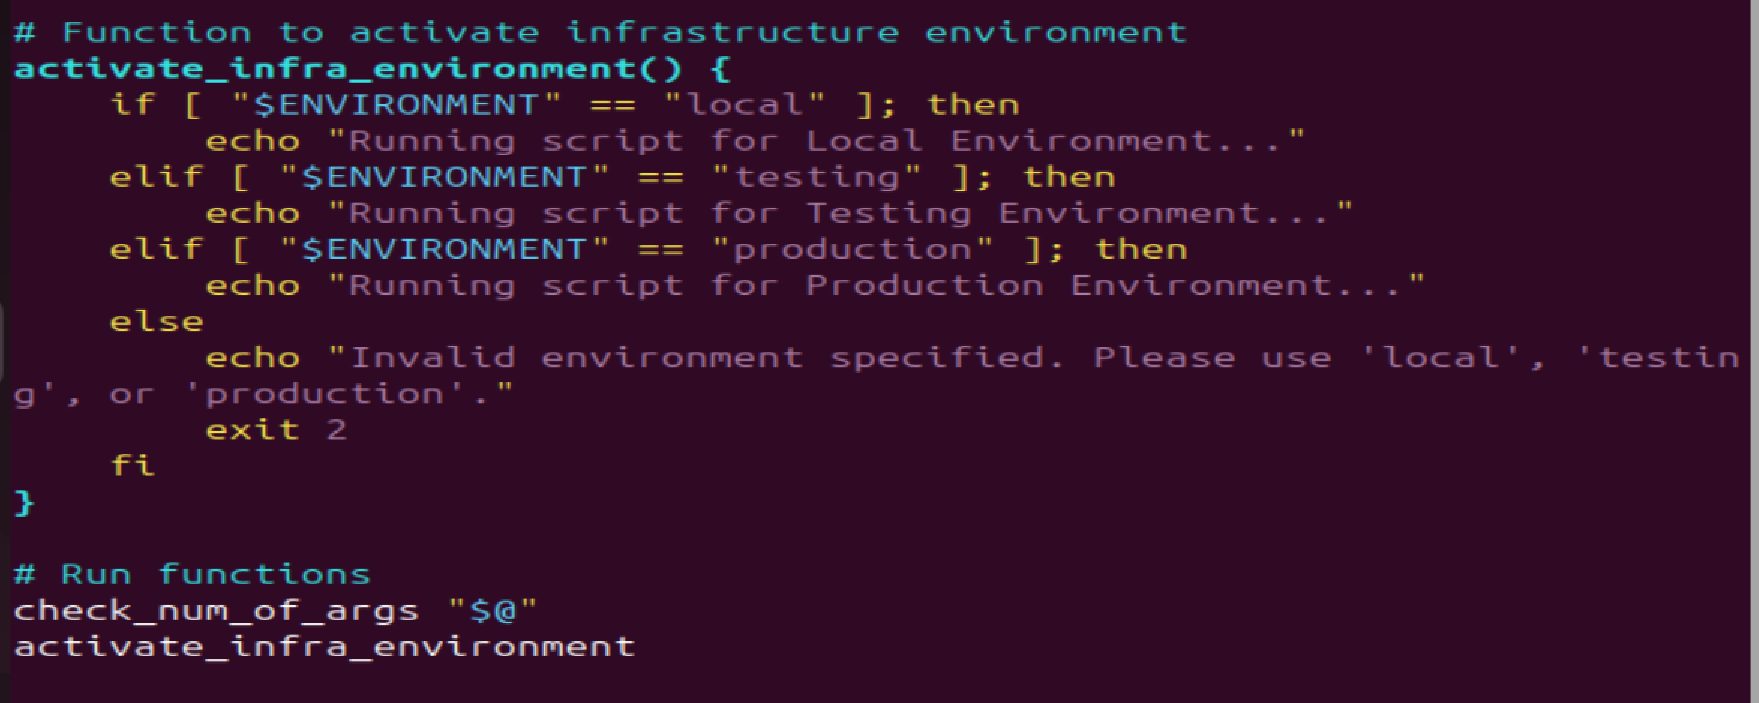 # Function to activate infrastructure environment
activate_infra_environment() {
    if [ "$ENVIRONMENT" == "local" ]; then
        echo "Running script for Local Environment..."
    elif [ "$ENVIRONMENT" == "testing" ]; then
        echo "Running script for Testing Environment..."
    elif [ "$ENVIRONMENT" == "production" ]; then
        echo "Running script for Production Environment..."
    else
        echo "Invalid environment specified. Please use 'local', 'testin
g', or 'production'."
        exit 2
    fi
}

# Run functions
check_num_of_args "$@"
activate_infra_environment